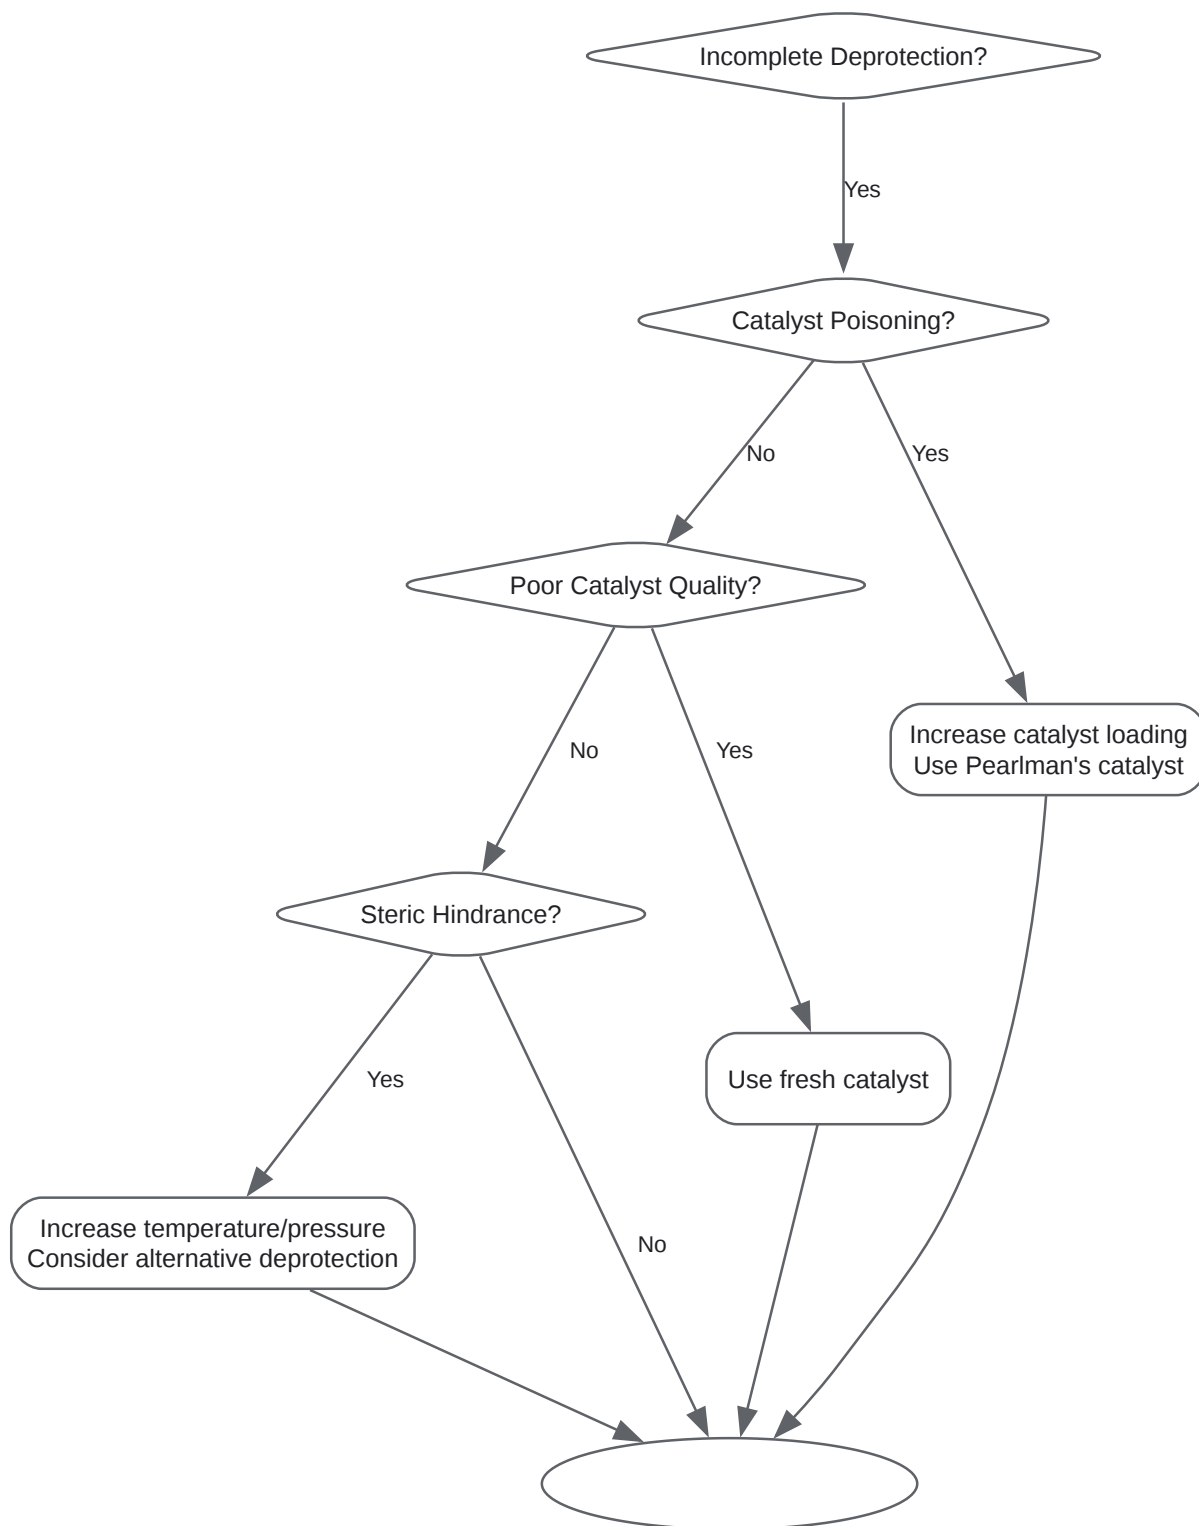 Incomplete Deprotection?
Yes
Catalyst Poisoning?
No
Yes
Poor Catalyst Quality?
No
Yes
Increase catalyst loading
Use Pearlman's catalyst
Steric Hindrance?
Yes
Use fresh catalyst
Increase temperature/pressure
Consider alternative deprotection
No